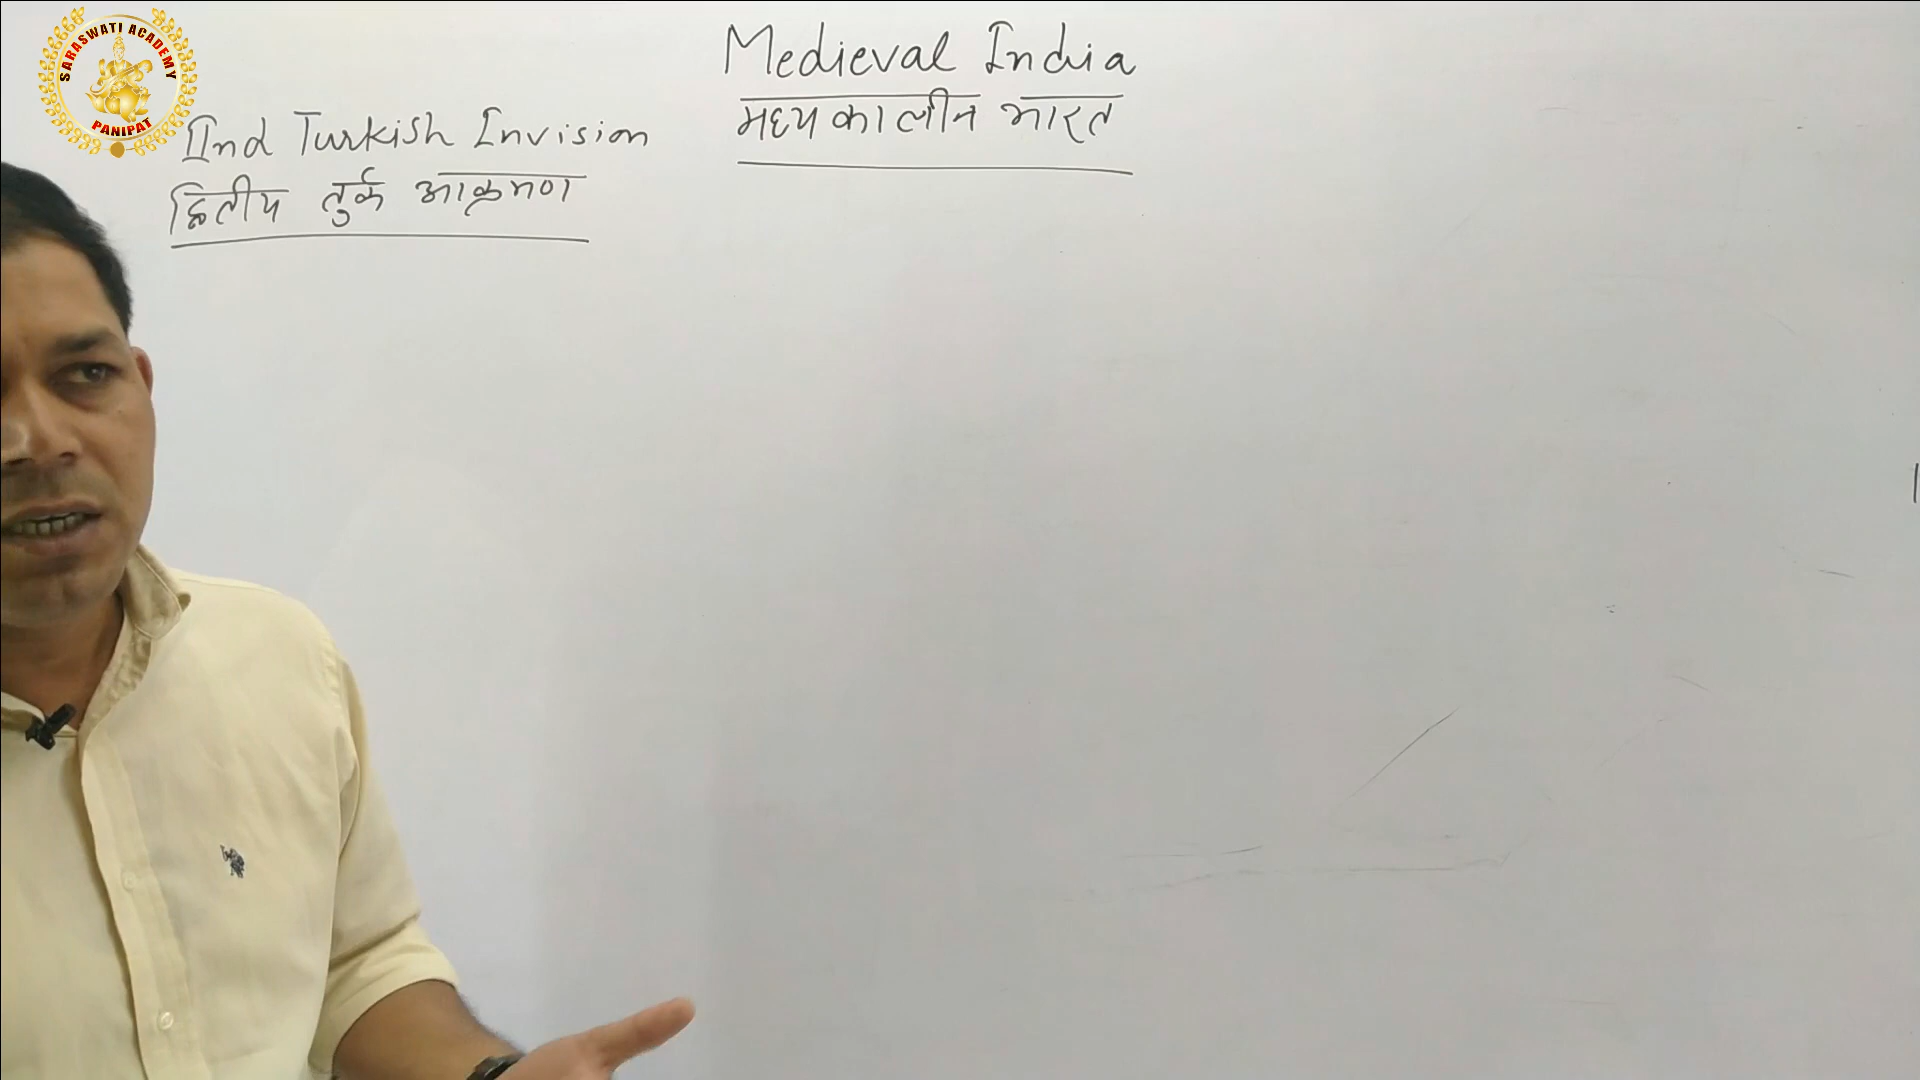 SARASWATI ACADEMY
PANIPAT
Medieval India
मध्यकालीन भारत
IInd Turkish Invision
द्वितीय तुर्क आक्रमण